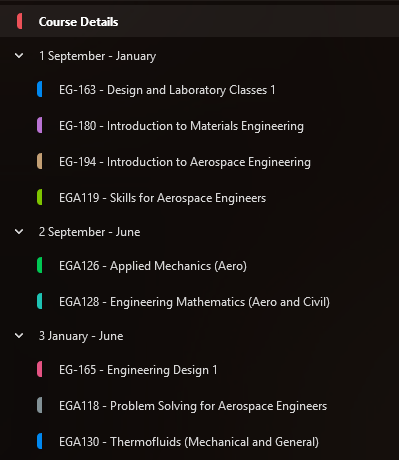 Course Details
1 September - January
EG-163 - Design and Laboratory Classes 1
EG-180 - Introduction to Materials Engineering
EG-194 - Introduction to Aerospace Engineering
EGA119 - Skills for Aerospace Engineers
2 September - June
EGA126 - Applied Mechanics (Aero)
EGA128 - Engineering Mathematics (Aero and Civil)
3 January - June
EG-165 - Engineering Design 1
EGA118 - Problem Solving for Aerospace Engineers
EGA130 - Thermofluids (Mechanical and General)